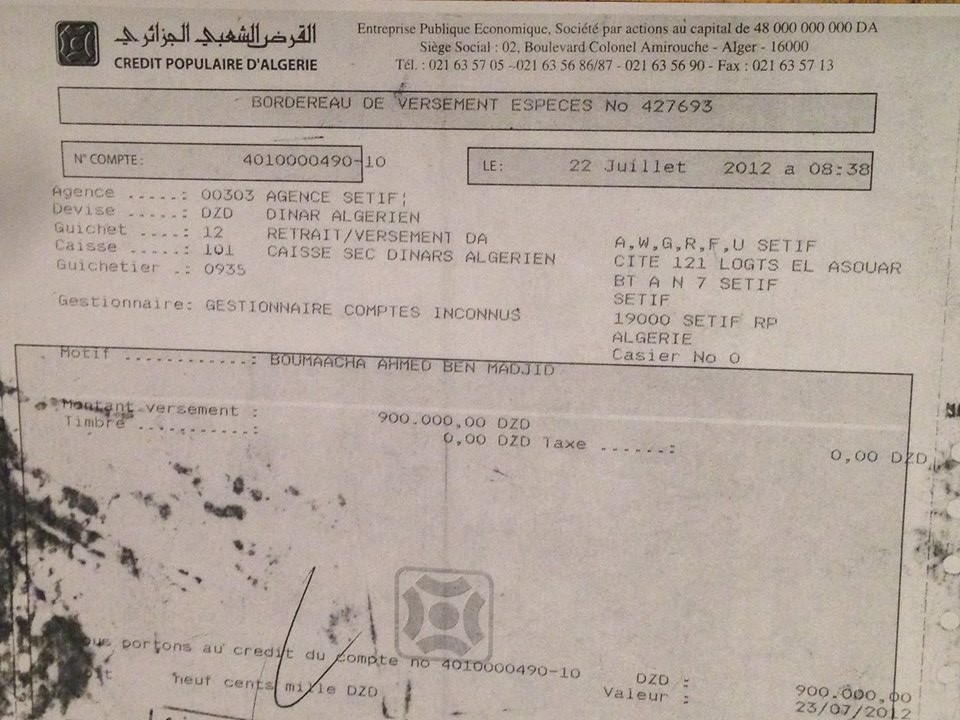 القرض الشعبي الجزائري
CREDIT POPULAIRE D'ALGERIE
Entreprise Publique Economique, Société par actions au capital de 48 000 000 000 DA
Siège Social : 02, Boulevard Colonel Amirouche - Alger - 16000
Tél. : 021 63 57 05 -021 63 56 86/87 - 021 63 56 90 - Fax : 021 63 57 13
BORDEREAU DE VERSEMENT ESPECES No 427693
N° COMPTE: 4010000490-10
LE: 22 Juillet 2012 a 08:38
Agence .....: 00303 AGENCE SETIF
Devise .....: DZD DINAR ALGERIEN
Guichet ....: 12 RETRAIT/VERSEMENT DA
Caisse .....: 101 CAISSE SEC DINARS ALGERIEN
Guichetier .: 0935
Gestionnaire: GESTIONNAIRE COMPTES INCONNUS
A,W,G,R,F,U SETIF
CITE 121 LOGTS EL ASOUAR
BT A N 7 SETIF
SETIF
19000 SETIF RP
ALGERIE
Casier No 0
Motif ...........: BOUMAACHA AHMED BEN MADJID
Montant versement : 900.000,00 DZD
Timbre ..........: 0,00 DZD Taxe ......: 0,00 DZD
portons au credit du compte no 4010000490-10 DZD : 900.000,00
neuf cents mille DZD Valeur : 23/07/2012